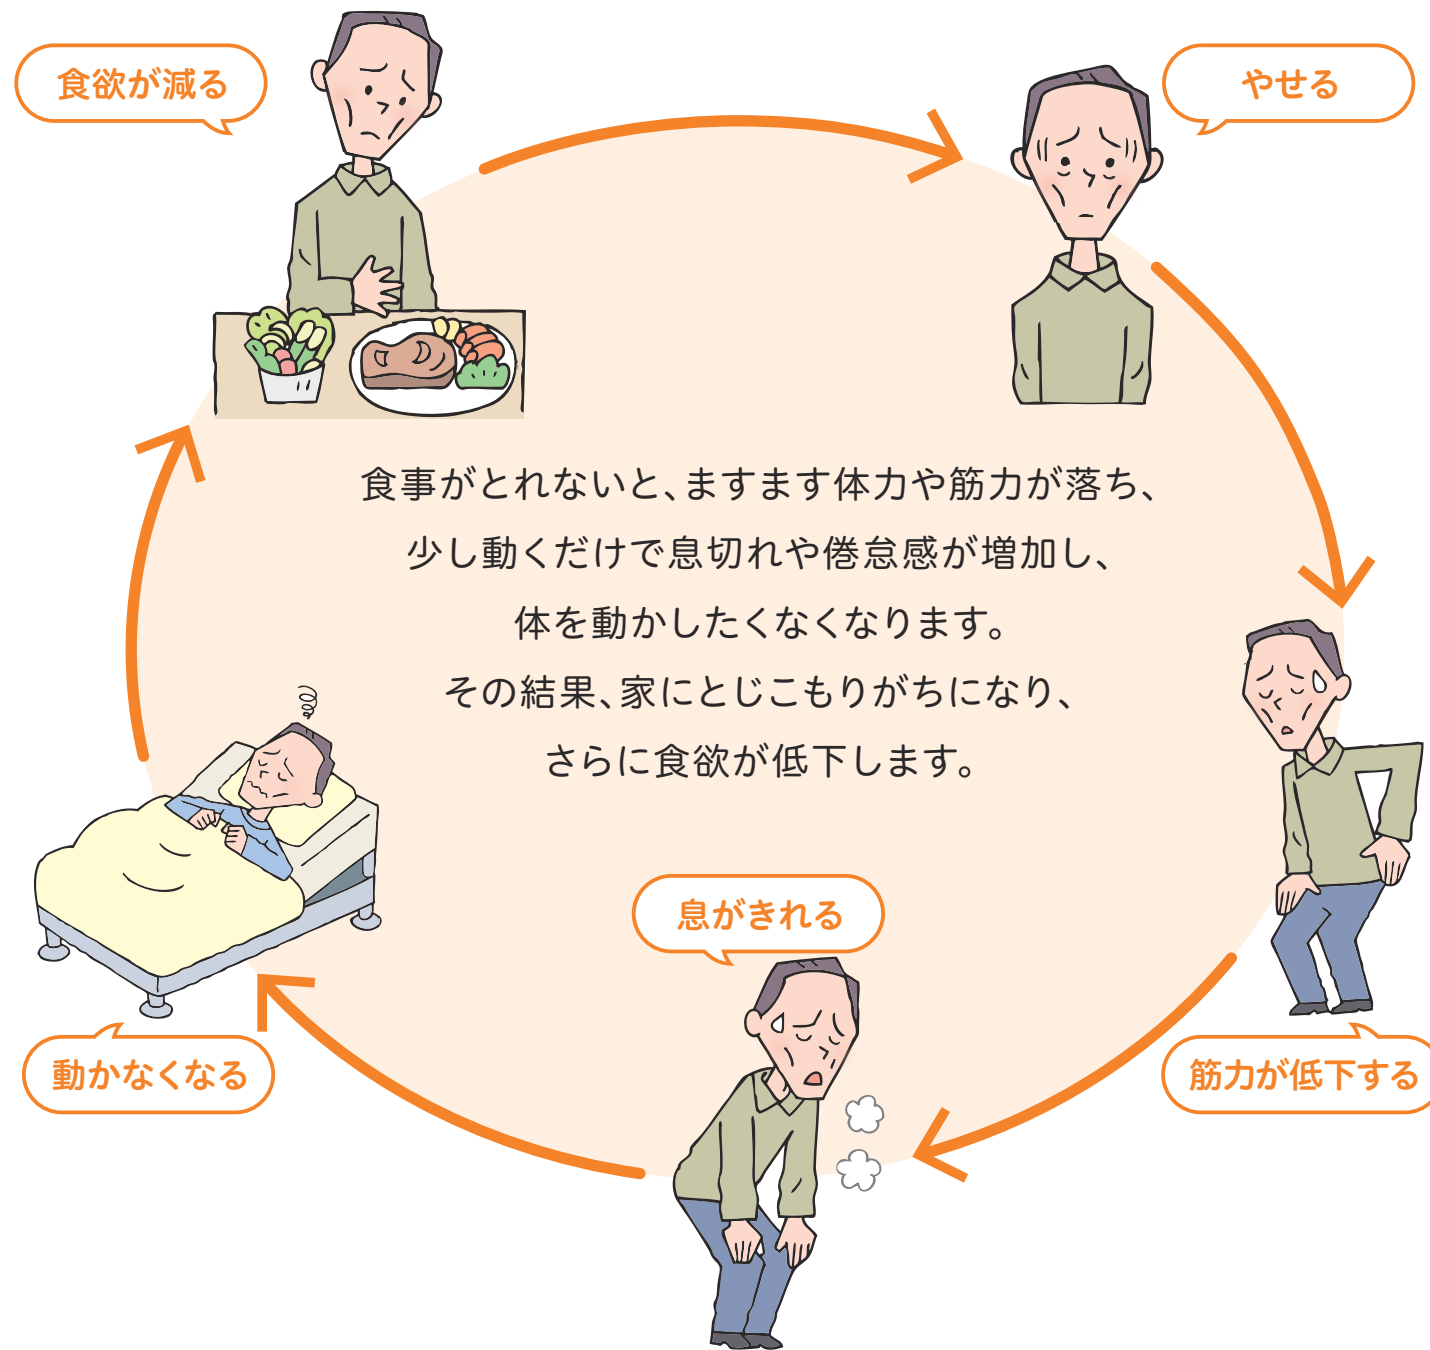 食欲が減る
やせる
食事がとれないと、ますます体力や筋力が落ち、
少し動くだけで息切れや倦怠感が増加し、
体を動かしたくなくなります。
その結果、家にとじこもりがちになり、
さらに食欲が低下します。
息がきれる
動かなくなる
筋力が低下する